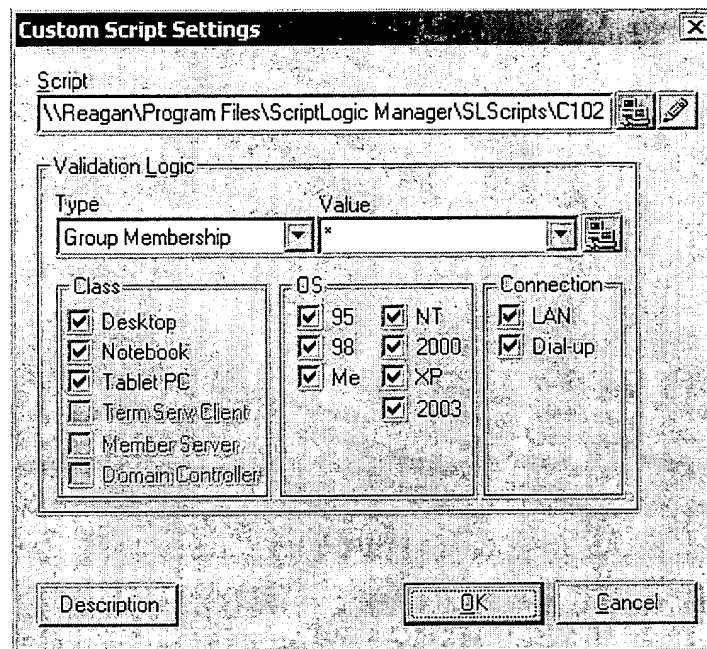 Custom Script Settings
Script
\\Reagan\Program Files\ScriptLogic Manager\SLScripts\C102
Validation Logic
Type Value
Group Membership *
Class OS Connection
Desktop 95 NT LAN
Notebook 98 2000 Dial-up
Tablet PC Me XP
Term Serv Client 2003
Member Server
Domain Controller
Description OK Cancel